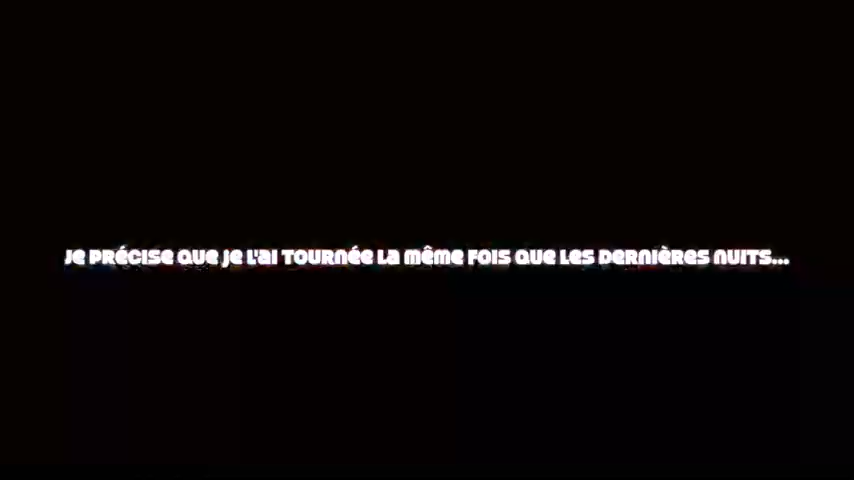 Je précise que je l'ai tournée la même fois que les dernières nuits...